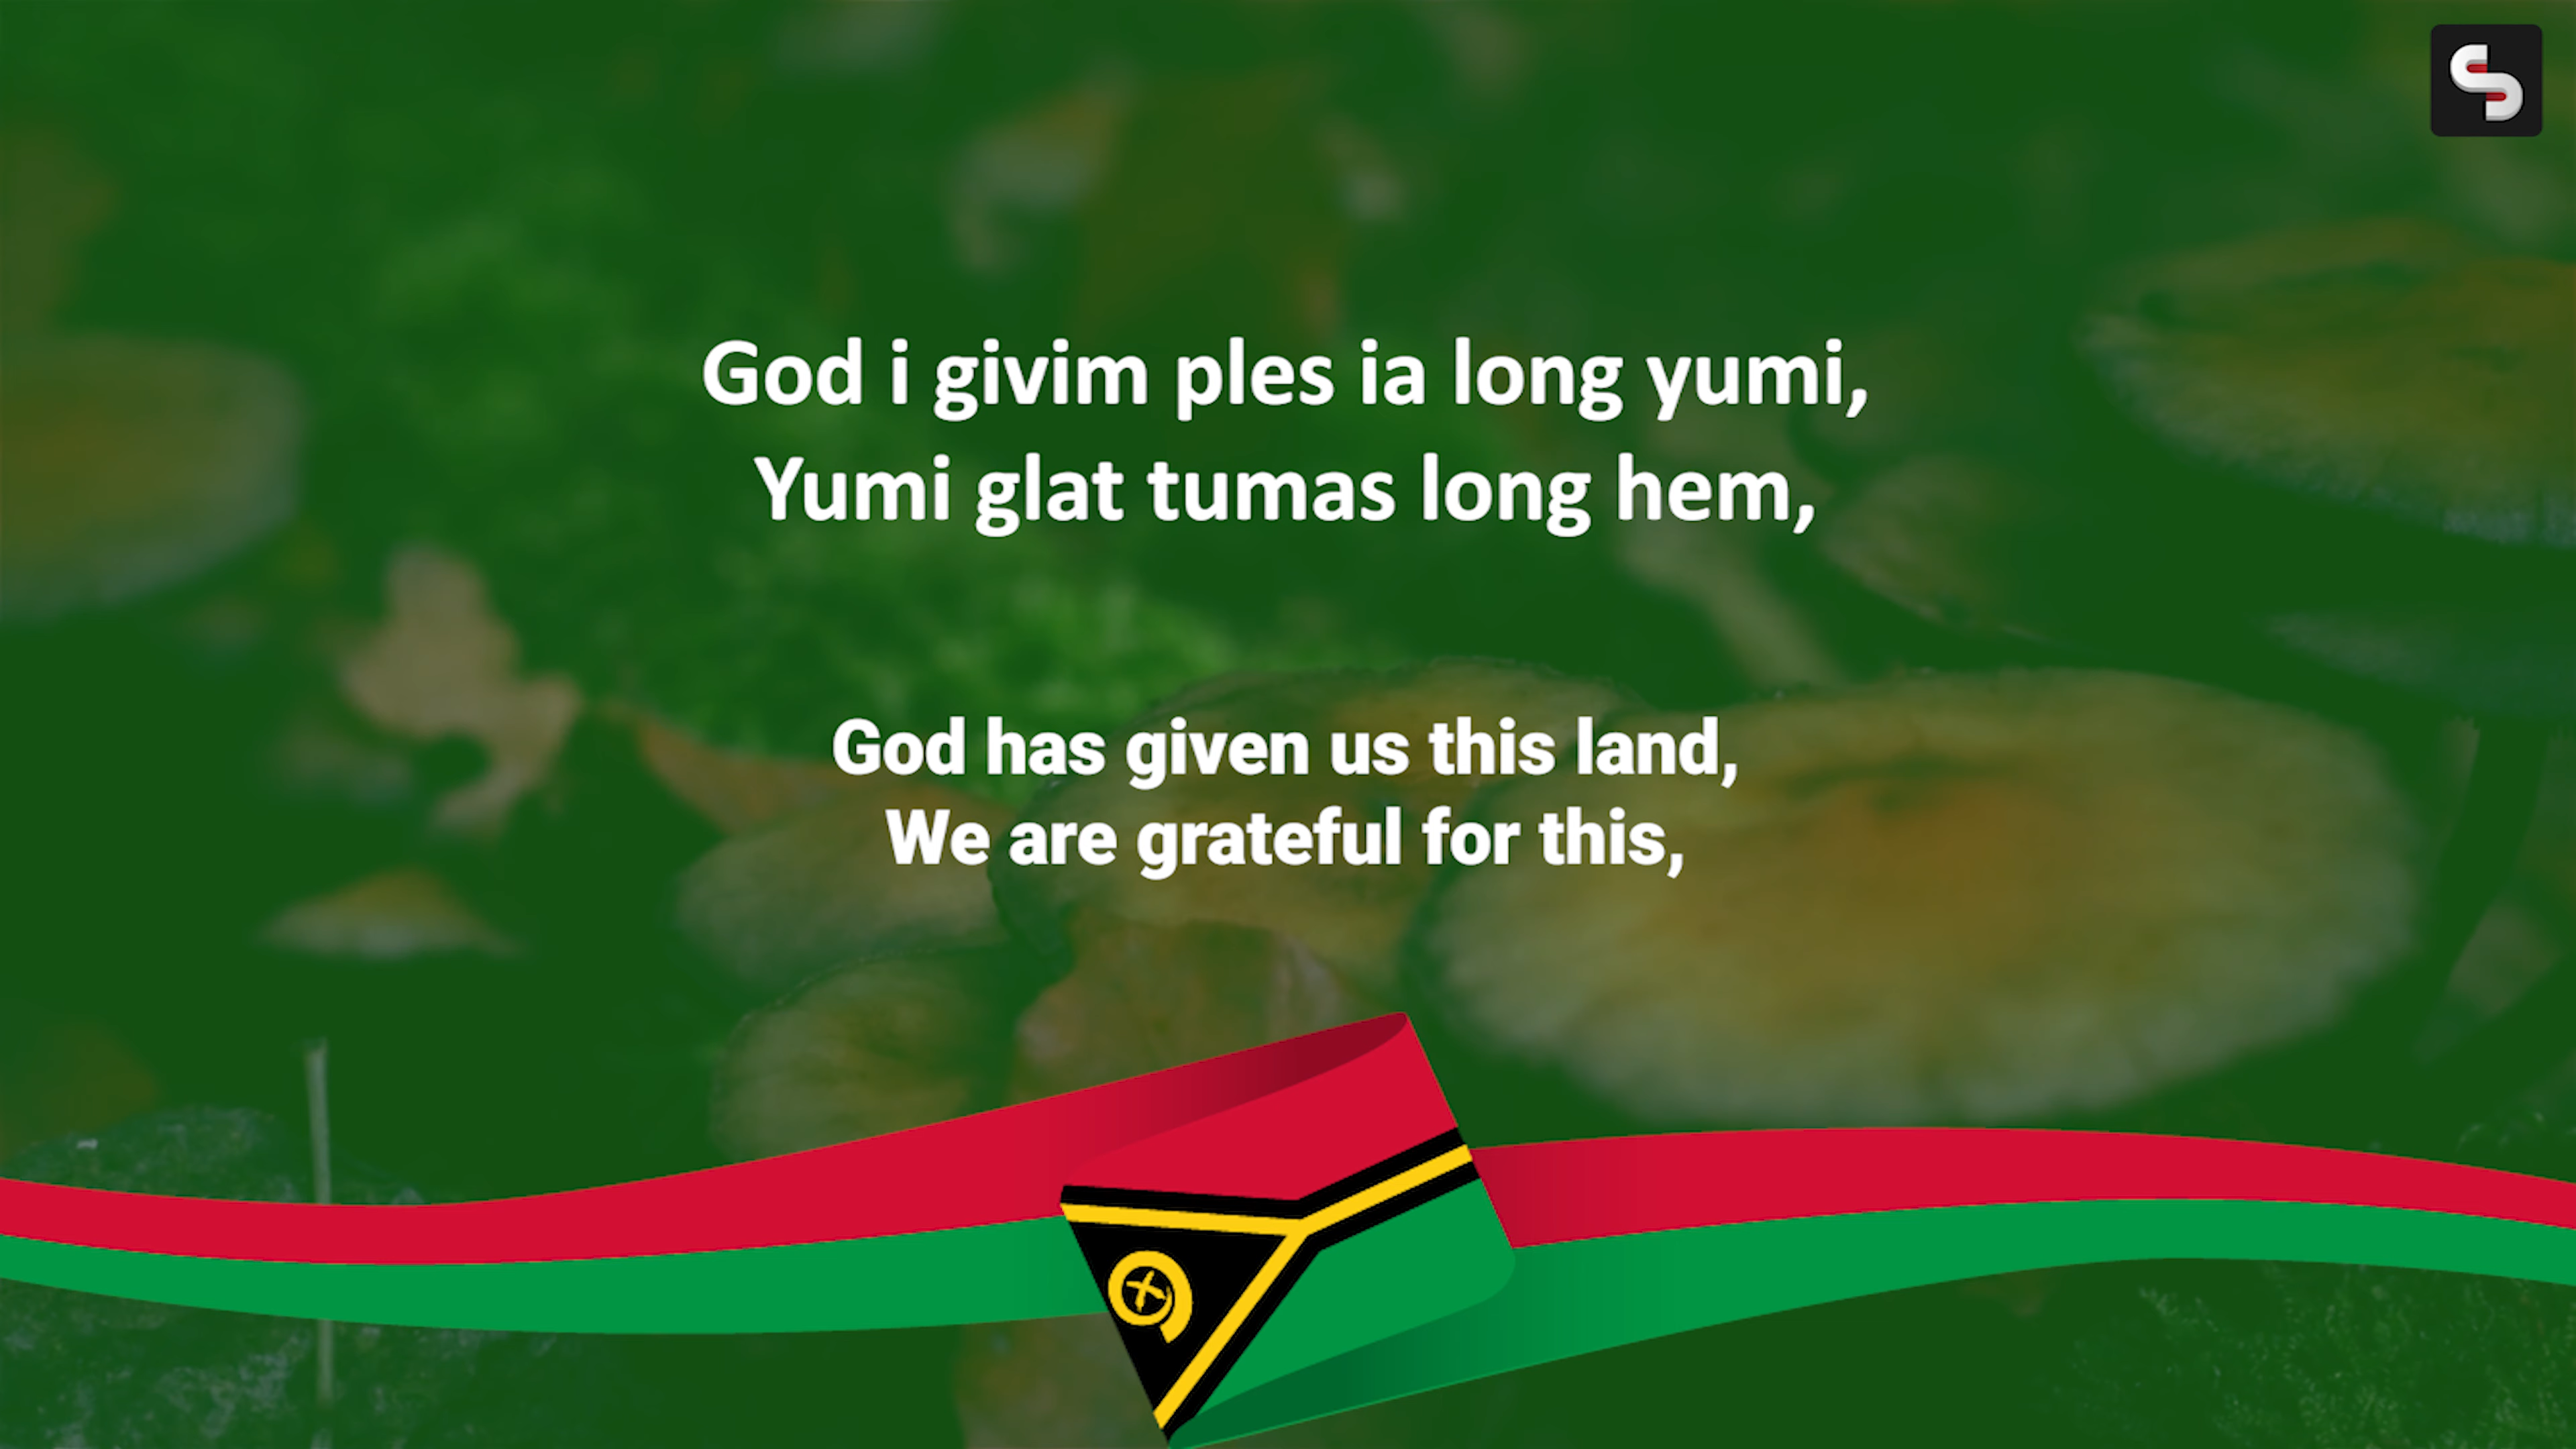 God i givim ples ia long yumi,
Yumi glat tumas long hem,
God has given us this land,
We are grateful for this,